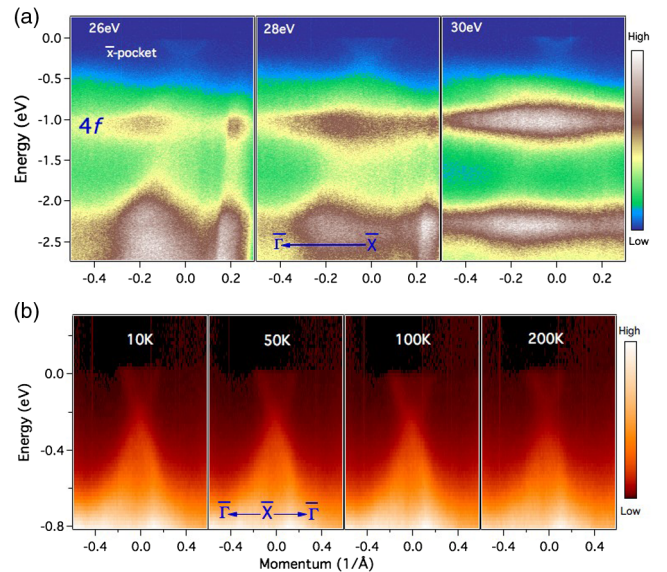 (a)
26eV
28eV
30eV
High
x̅-pocket
4f
Energy (eV)
0.0
-0.5
-1.0
-1.5
-2.0
-2.5
Γ̅
X̅
Low
-0.4 -0.2 0.0 0.2
-0.4 -0.2 0.0 0.2
-0.4 -0.2 0.0 0.2
(b)
10K
50K
100K
200K
High
Energy (eV)
0.0
-0.4
-0.8
Γ̅ X̅ Γ̅
Low
-0.4 0.0 0.4
-0.4 0.0 0.4
-0.4 0.0 0.4
-0.4 0.0 0.4
Momentum (1/Å)